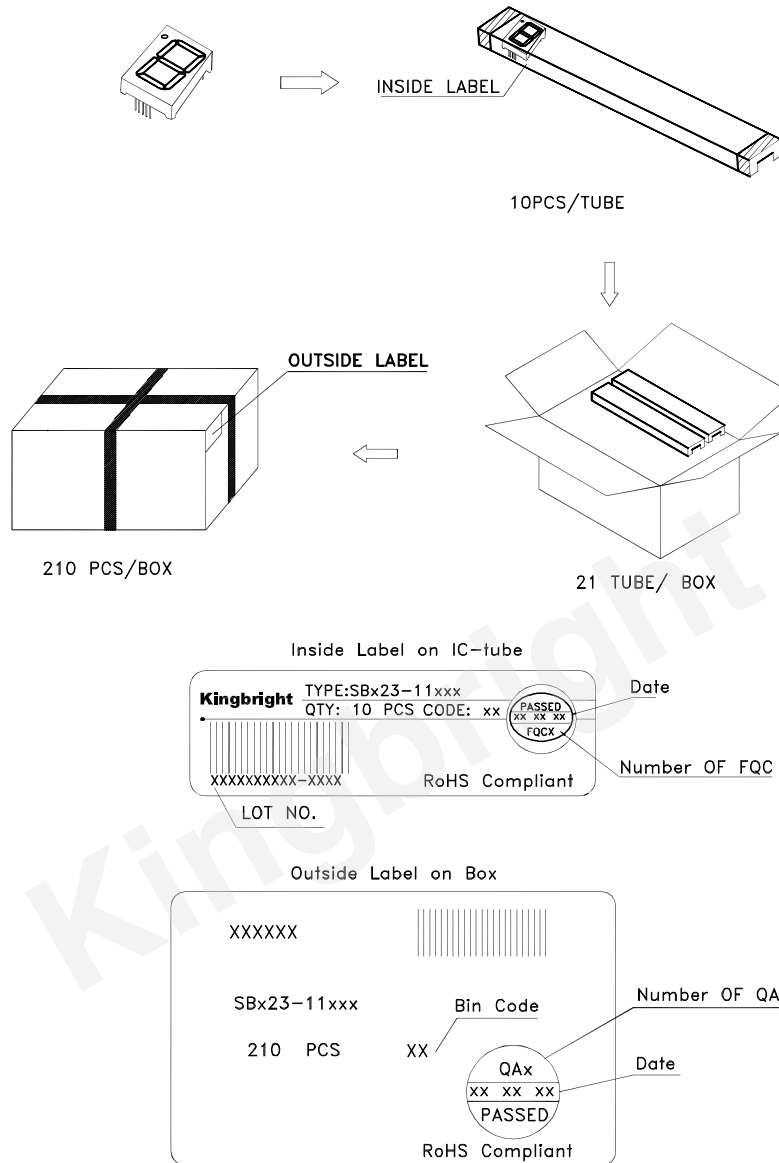 INSIDE LABEL
10PCS/TUBE
OUTSIDE LABEL
210 PCS/BOX
21 TUBE/ BOX
Inside Label on IC-tube
Kingbright
TYPE:SBx23-11xxx
QTY: 10 PCS CODE: xx
PASSED
xx xx xx
FQCX
Date
Number OF FQC
XXXXXXXXXX-XXXX
RoHS Compliant
LOT NO.
Outside Label on Box
XXXXXX
SBx23-11xxx
Bin Code
Number OF QA
210 PCS
XX
QAx
xx xx xx
PASSED
Date
RoHS Compliant
Kingbright